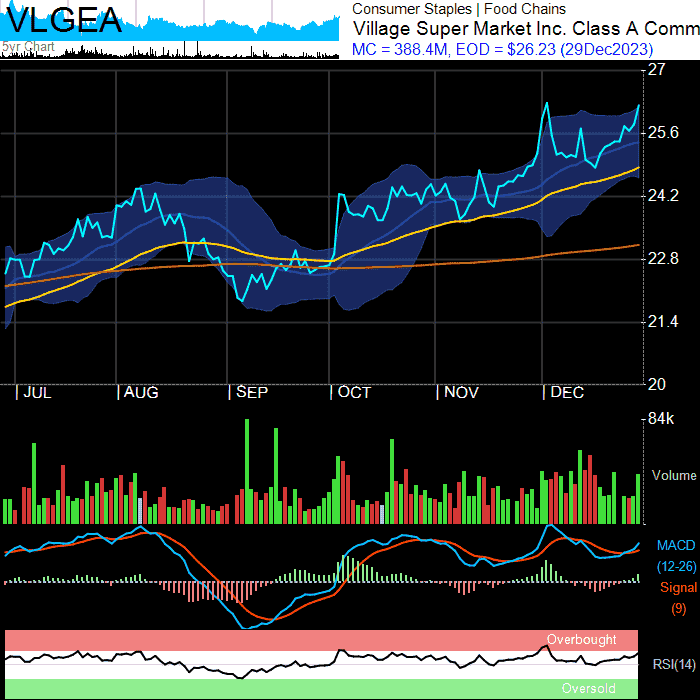 VLGEA
5yr Chart
Consumer Staples | Food Chains
Village Super Market Inc. Class A Comm
MC = 388.4M, EOD = $26.23 (29Dec2023)
27
25.6
24.2
22.8
21.4
20
JUL AUG SEP OCT NOV DEC
84k
Volume
MACD
(12-26)
Signal
(9)
Overbought
RSI(14)
Oversold